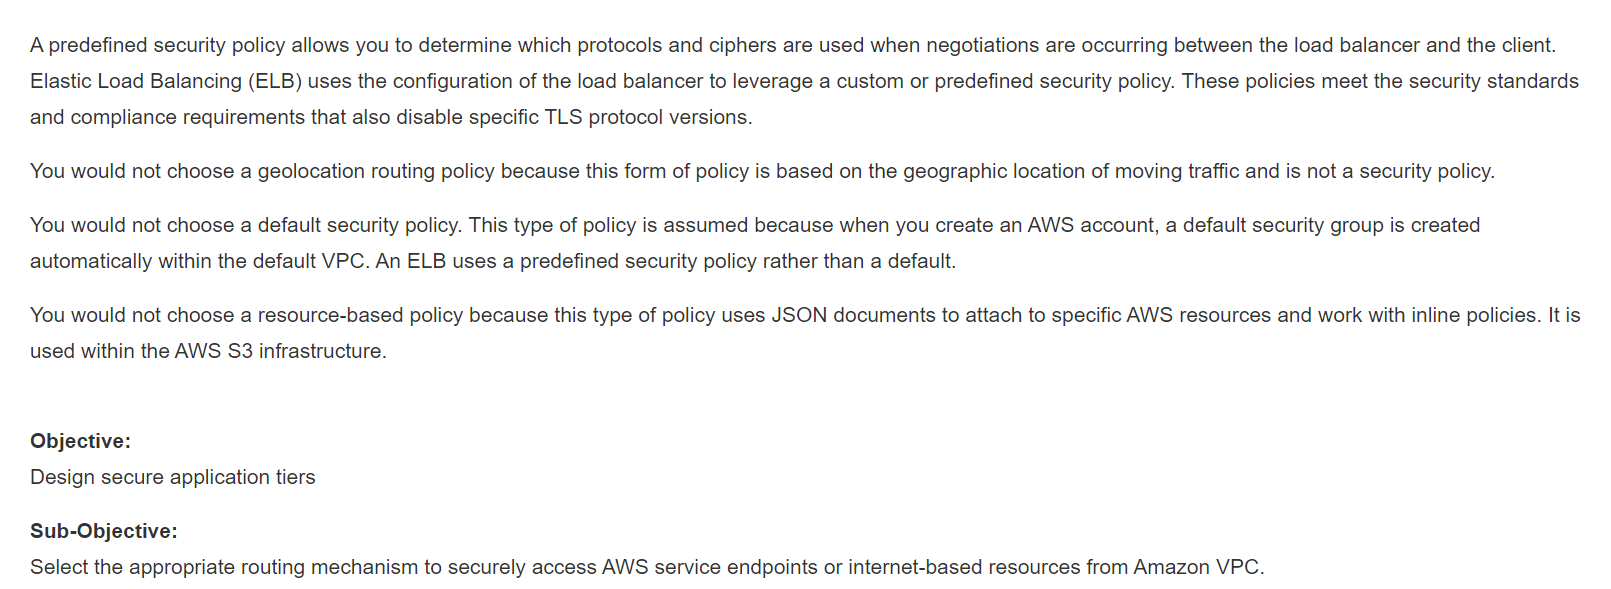 A predefined security policy allows you to determine which protocols and ciphers are used when negotiations are occurring between the load balancer and the client.
Elastic Load Balancing (ELB) uses the configuration of the load balancer to leverage a custom or predefined security policy. These policies meet the security standards
and compliance requirements that also disable specific TLS protocol versions.
You would not choose a geolocation routing policy because this form of policy is based on the geographic location of moving traffic and is not a security policy.
You would not choose a default security policy. This type of policy is assumed because when you create an AWS account, a default security group is created
automatically within the default VPC. An ELB uses a predefined security policy rather than a default.
You would not choose a resource-based policy because this type of policy uses JSON documents to attach to specific AWS resources and work with inline policies. It is
used within the AWS S3 infrastructure.
Objective:
Design secure application tiers
Sub-Objective:
Select the appropriate routing mechanism to securely access AWS service endpoints or internet-based resources from Amazon VPC.